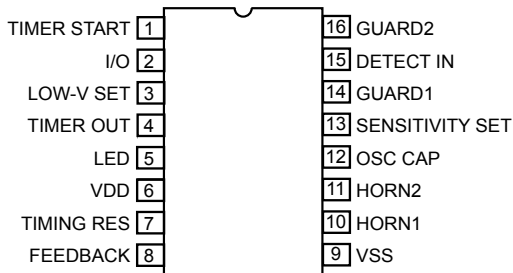 TIMER START 1
I/O 2
LOW-V SET 3
TIMER OUT 4
LED 5
VDD 6
TIMING RES 7
FEEDBACK 8
16 GUARD2
15 DETECT IN
14 GUARD1
13 SENSITIVITY SET
12 OSC CAP
11 HORN2
10 HORN1
9 VSS